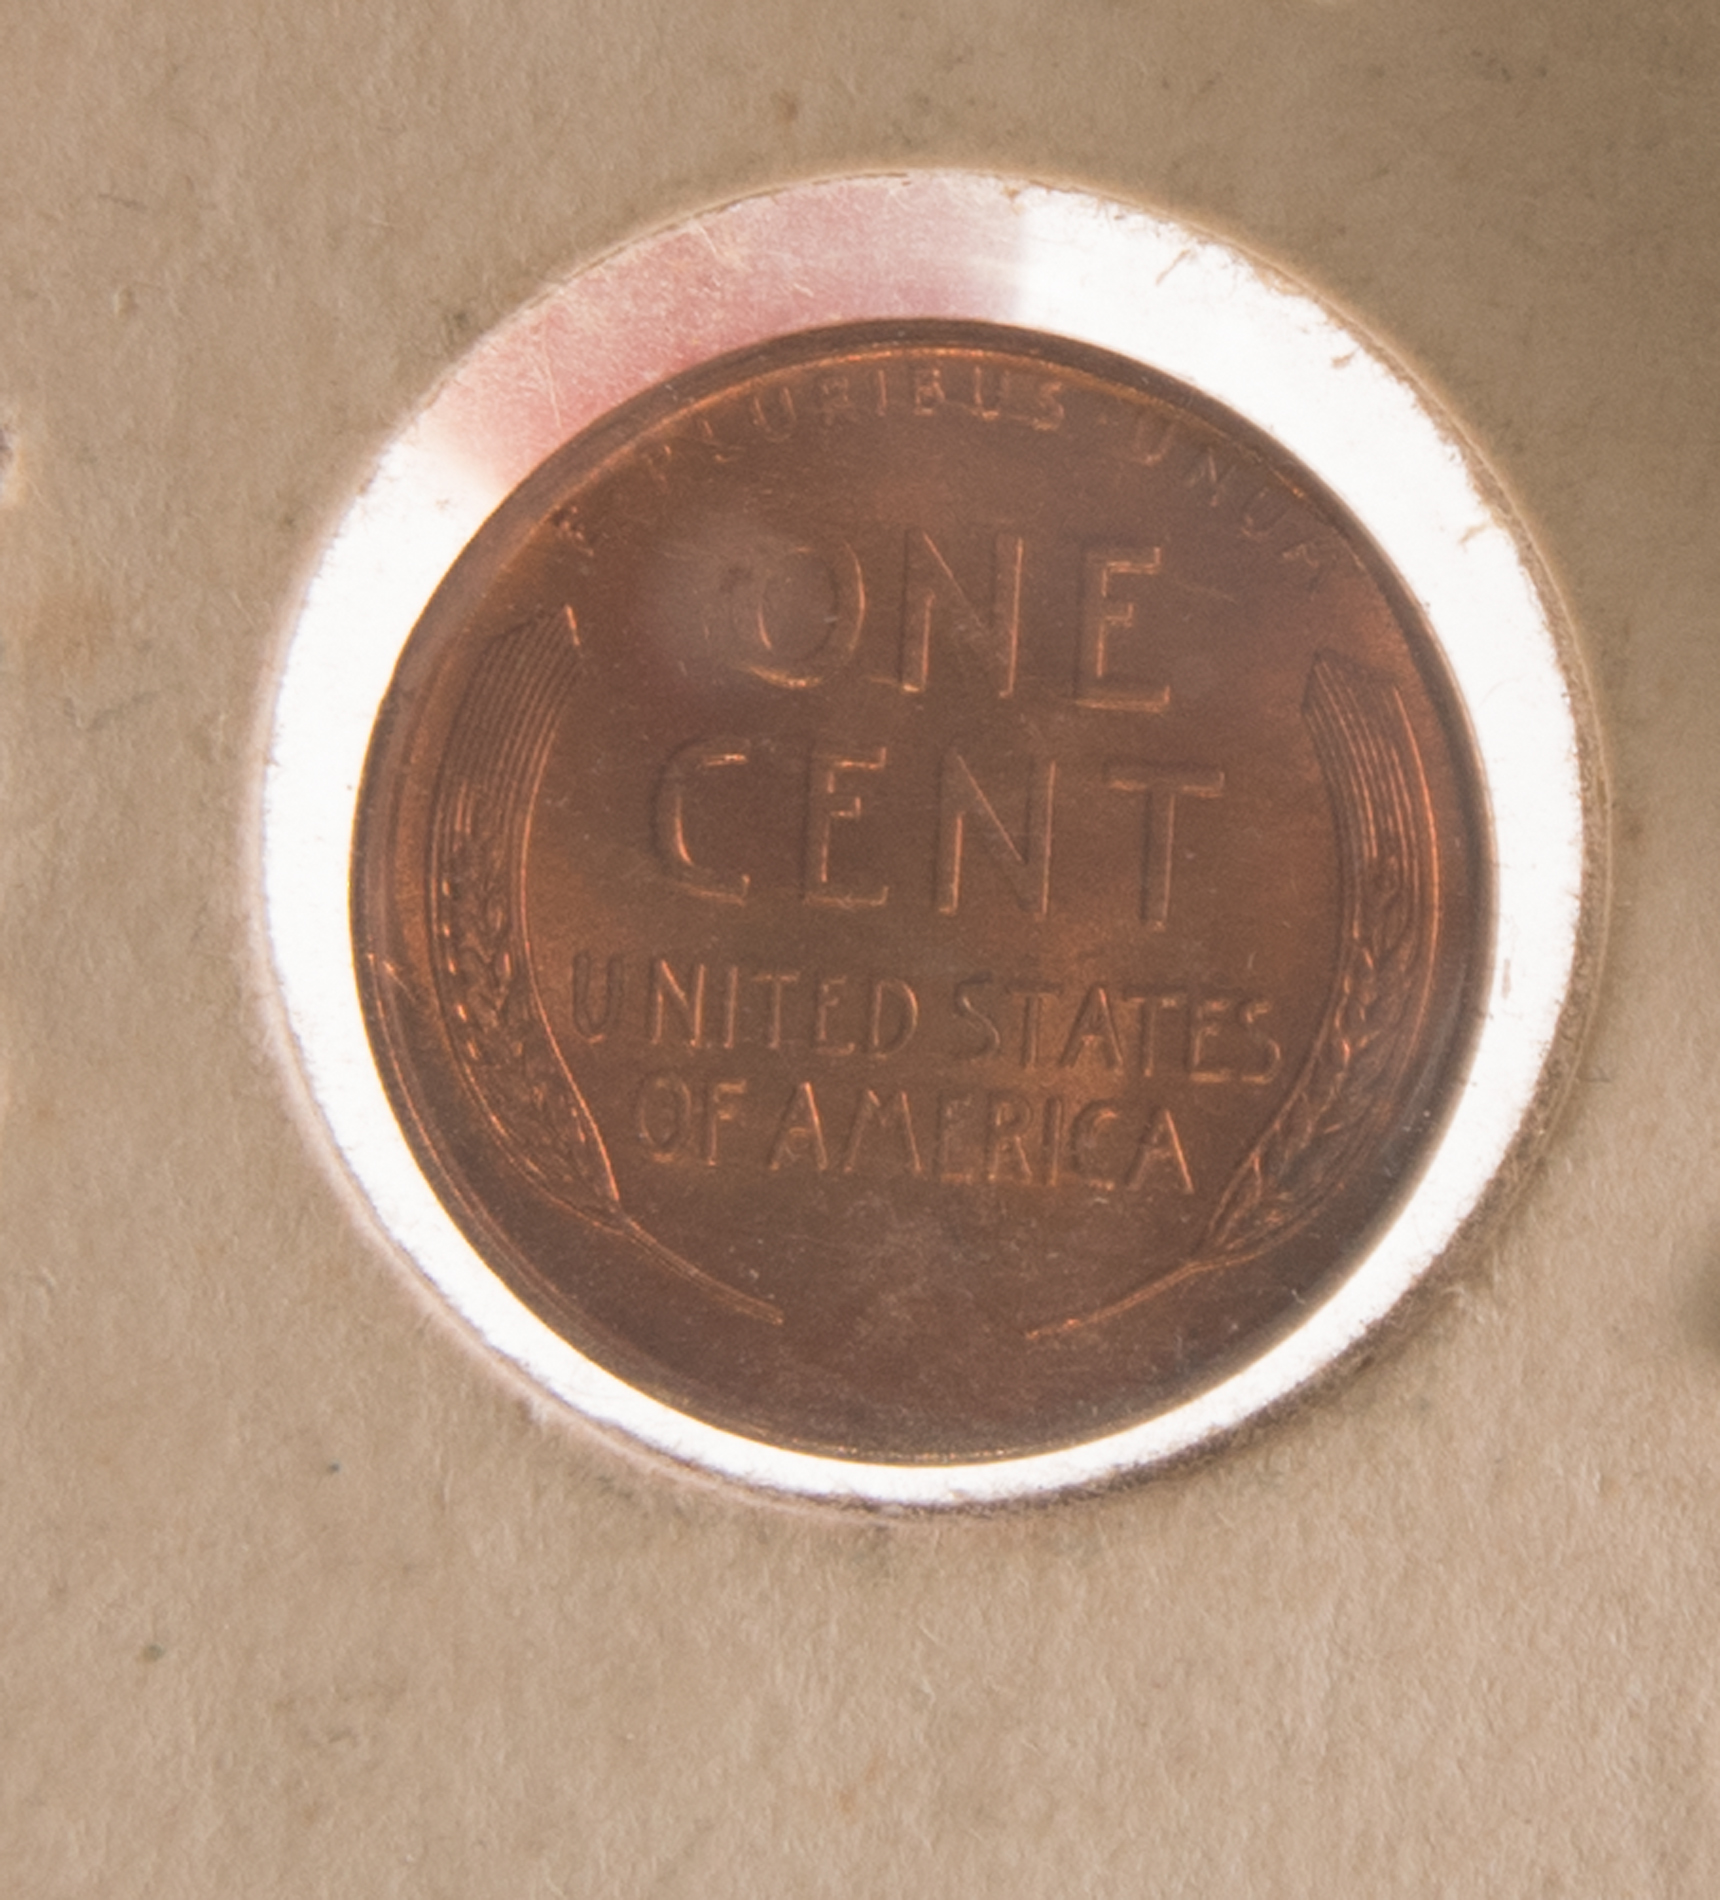 E PLURIBUS · UNUM
ONE
CENT
UNITED STATES
OF AMERICA